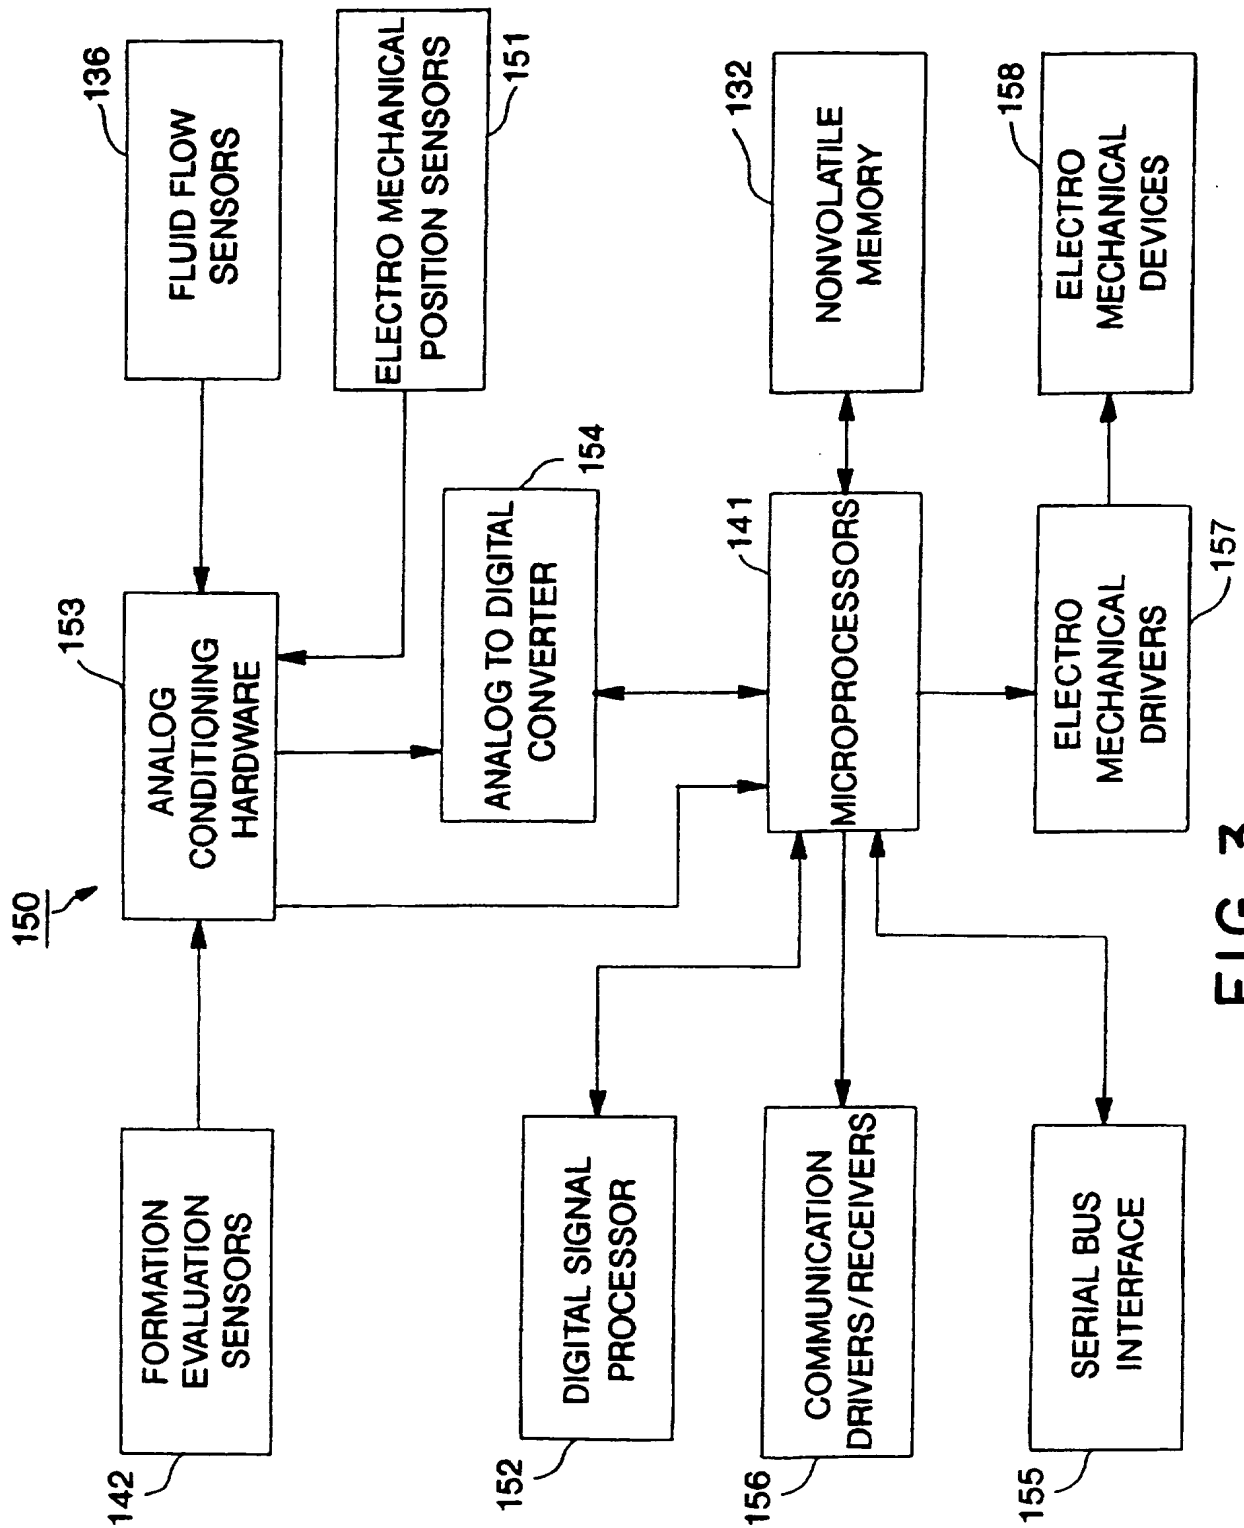 150
142
FORMATION
EVALUATION
SENSORS
153
ANALOG
CONDITIONING
HARDWARE
136
FLUID FLOW
SENSORS
ELECTRO MECHANICAL
POSITION SENSORS
151
154
ANALOG TO DIGITAL
CONVERTER
152
DIGITAL SIGNAL
PROCESSOR
141
MICROPROCESSORS
132
NONVOLATILE
MEMORY
156
COMMUNICATION
DRIVERS/RECEIVERS
155
SERIAL BUS
INTERFACE
ELECTRO
MECHANICAL
DRIVERS
157
158
ELECTRO
MECHANICAL
DEVICES
FIG. 3